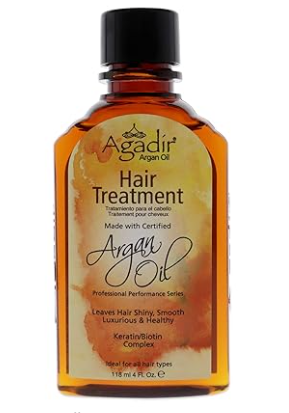 Agadir
Argan Oil
Hair
Treatment
Tratamiento para el cabello
Traitement pour cheveux
Made with Certified
Argan
Oil
Professional Performance Series
Leaves Hair Shiny, Smooth
Luxurious & Healthy
Keratin/Biotin
Complex
Ideal for all hair types
118 ml 4 Fl. Oz. e